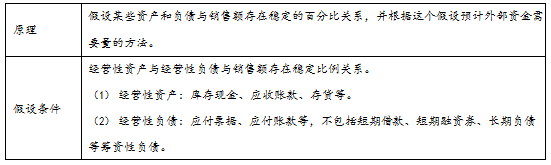 假设某些资产和负债与销售额存在稳定的百分比关系，并根据这个假设预计外部资金需
原理
要量的方法。
经营性资产与经营性负债与销售额存在稳定比例关系。
（1） 经营性资产：库存现金、应收账款、存货等。
假设条件
（2） 经营性负债：应付票据、应付账款等，不包括短期借款、短期融资券、长期负债
等筹资性负债。